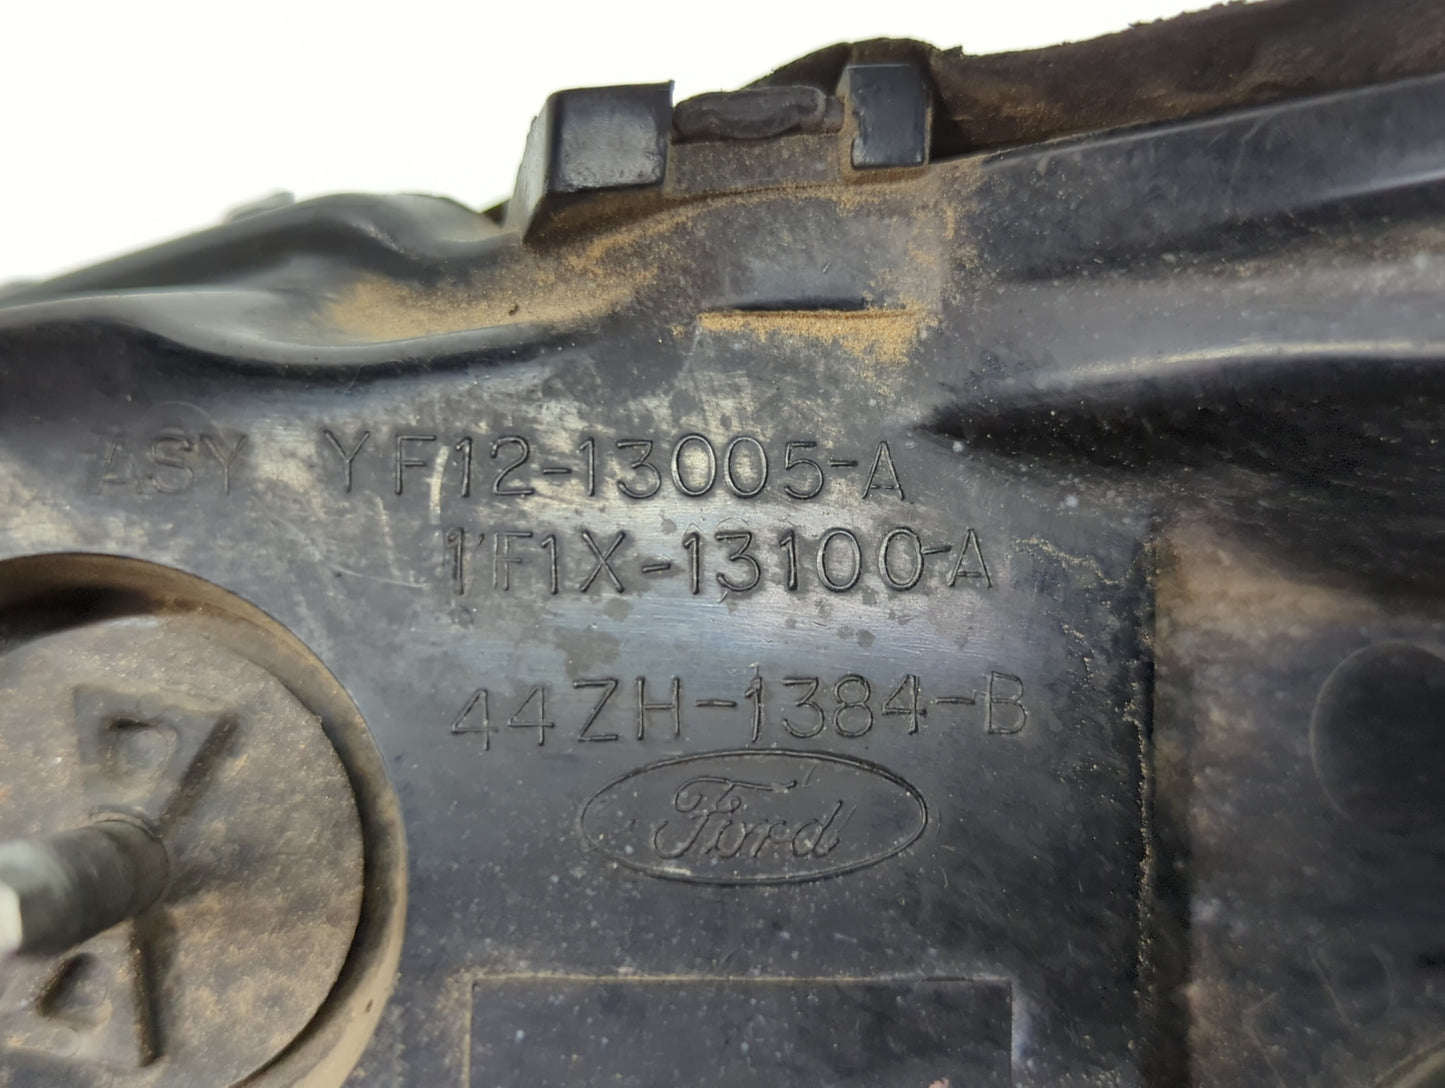 ASY YF12-13005-A
1F1X-13100-A
44ZH-1384-B
Ford